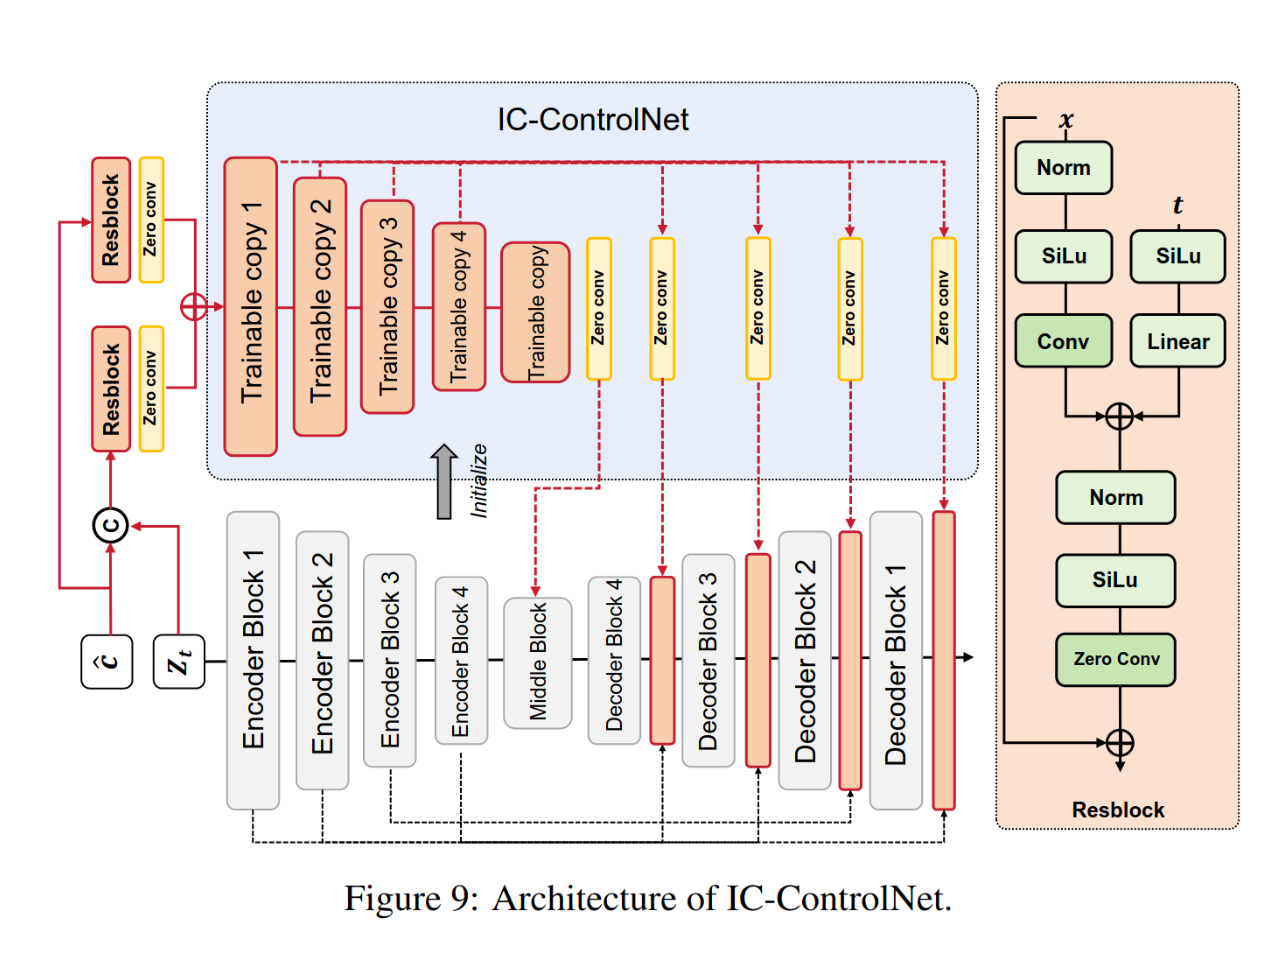 IC-ControlNet
Resblock
Zero conv
Resblock
Zero conv
Trainable copy 1
Trainable copy 2
Trainable copy 3
Trainable copy 4
Trainable copy
Zero conv
Zero conv
Zero conv
Zero conv
Zero conv
Initialize
C
ĉ
Z_t
Encoder Block 1
Encoder Block 2
Encoder Block 3
Encoder Block 4
Middle Block
Decoder Block 4
Decoder Block 3
Decoder Block 2
Decoder Block 1
x
Norm
t
SiLu
SiLu
Conv
Linear
Norm
SiLu
Zero Conv
Resblock
Figure 9: Architecture of IC-ControlNet.